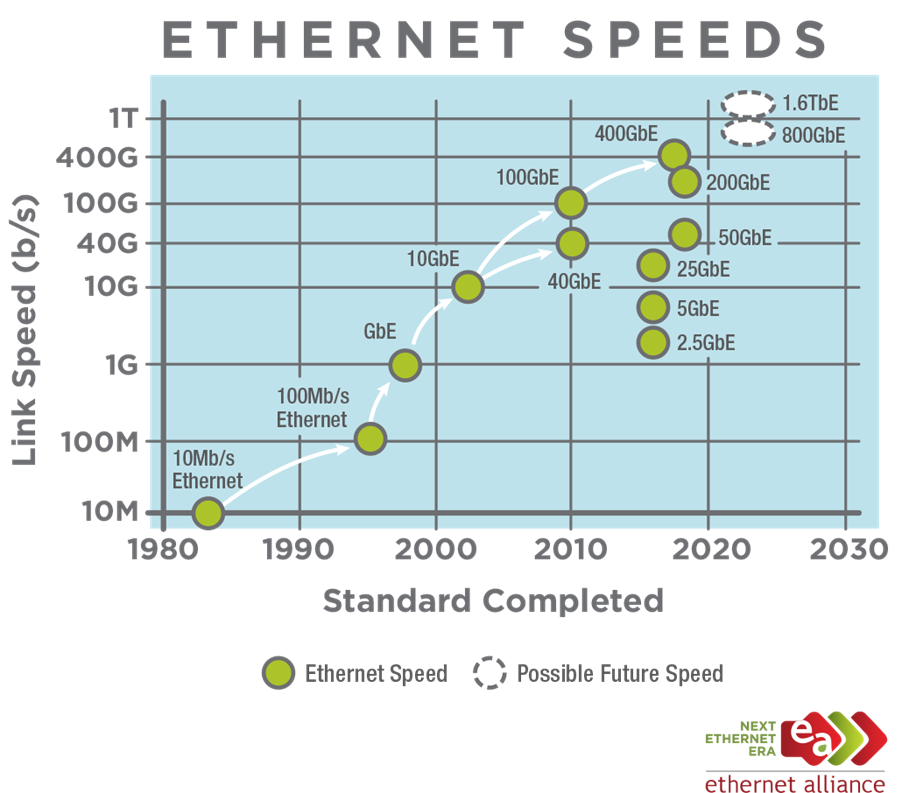 ETHERNET SPEEDS
Link Speed (b/s)
1T
400G
100G
40G
10G
1G
100M
10M
1.6TbE
800GbE
400GbE
200GbE
100GbE
50GbE
40GbE
25GbE
10GbE
5GbE
2.5GbE
GbE
100Mb/s
Ethernet
10Mb/s
Ethernet
1980
1990
2000
2010
2020
2030
Standard Completed
Ethernet Speed
Possible Future Speed
NEXT
ETHERNET
ERA
ea
ethernet alliance